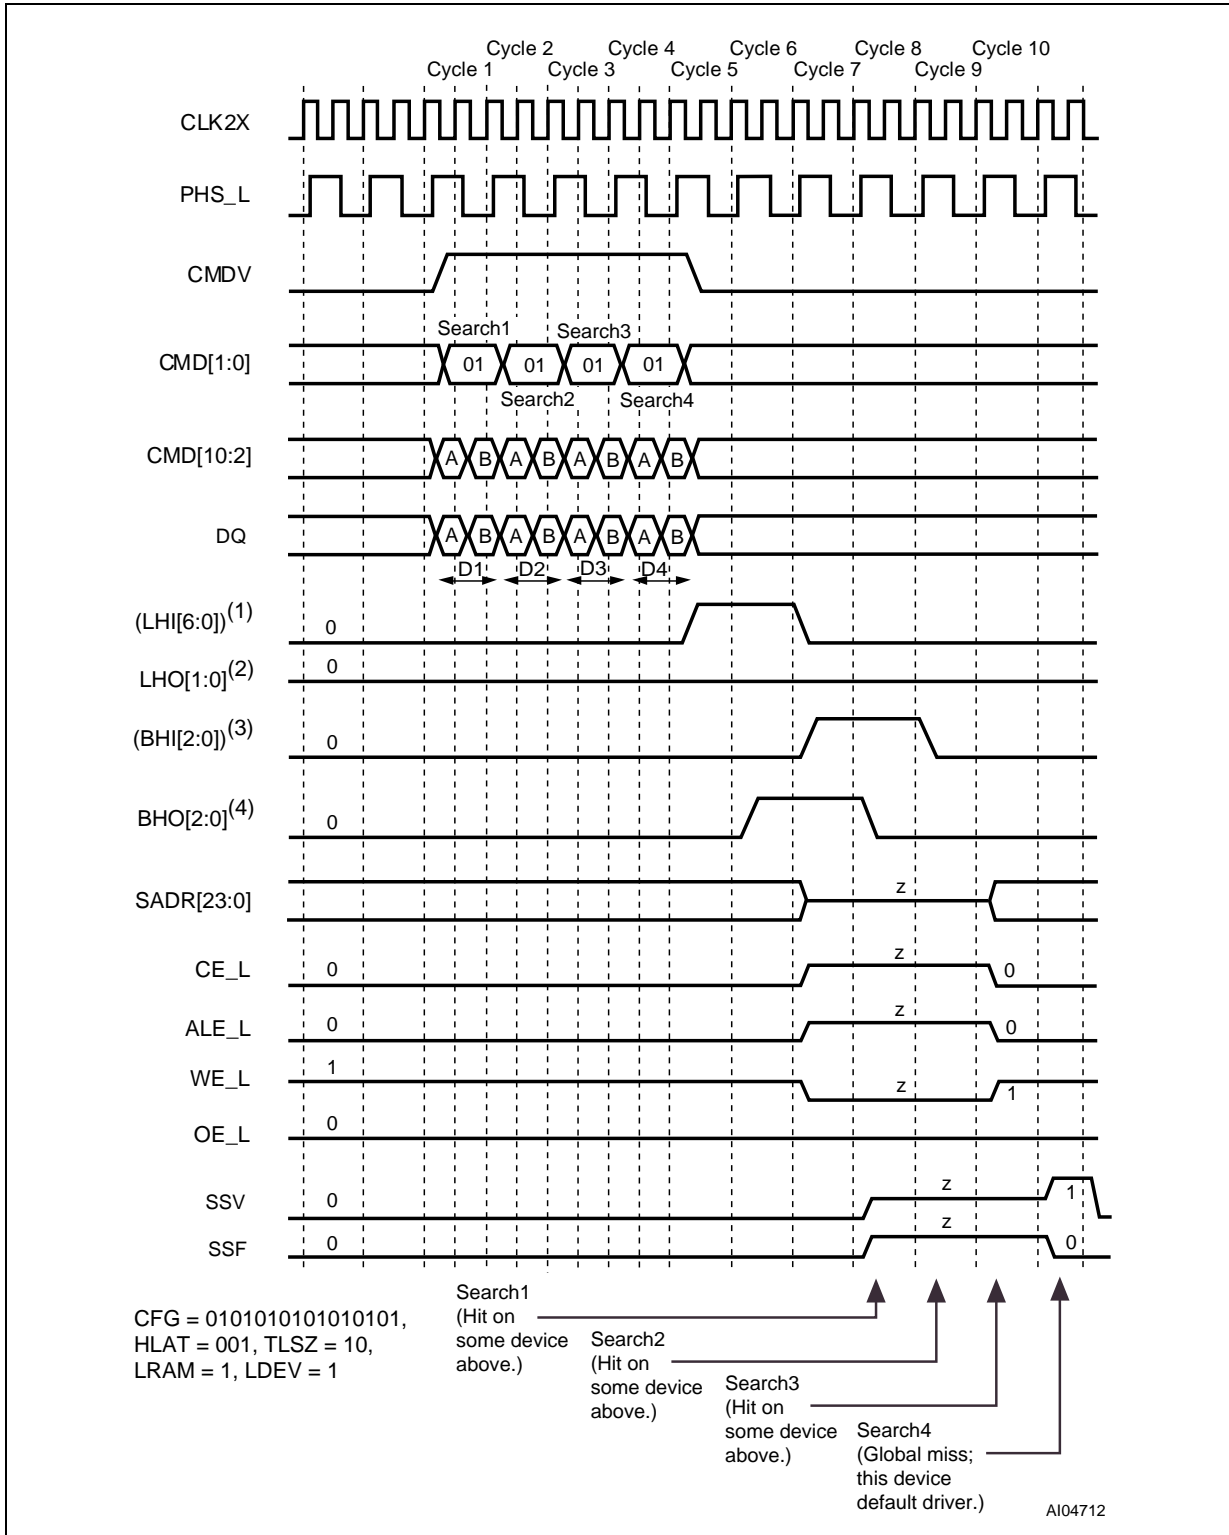 Cycle 2 Cycle 4 Cycle 6 Cycle 8 Cycle 10
Cycle 1 Cycle 3 Cycle 5 Cycle 7 Cycle 9
CLK2X
PHS_L
CMDV
Search1 Search3
CMD[1:0] 01 01 01 01
Search2 Search4
CMD[10:2] A B A B A B A B
DQ A B A B A B A B
D1 D2 D3 D4
(LHI[6:0])(1) 0
LHO[1:0](2) 0
(BHI[2:0])(3) 0
BHO[2:0](4) 0
SADR[23:0] z
CE_L 0 z 0
ALE_L 0 z 0
WE_L 1 z 1
OE_L 0
SSV 0 z 1
SSF 0 z 0
CFG = 0101010101010101,
HLAT = 001, TLSZ = 10,
LRAM = 1, LDEV = 1
Search1
(Hit on
some device
above.)
Search2
(Hit on
some device
above.)
Search3
(Hit on
some device
above.)
Search4
(Global miss;
this device
default driver.)
AI04712